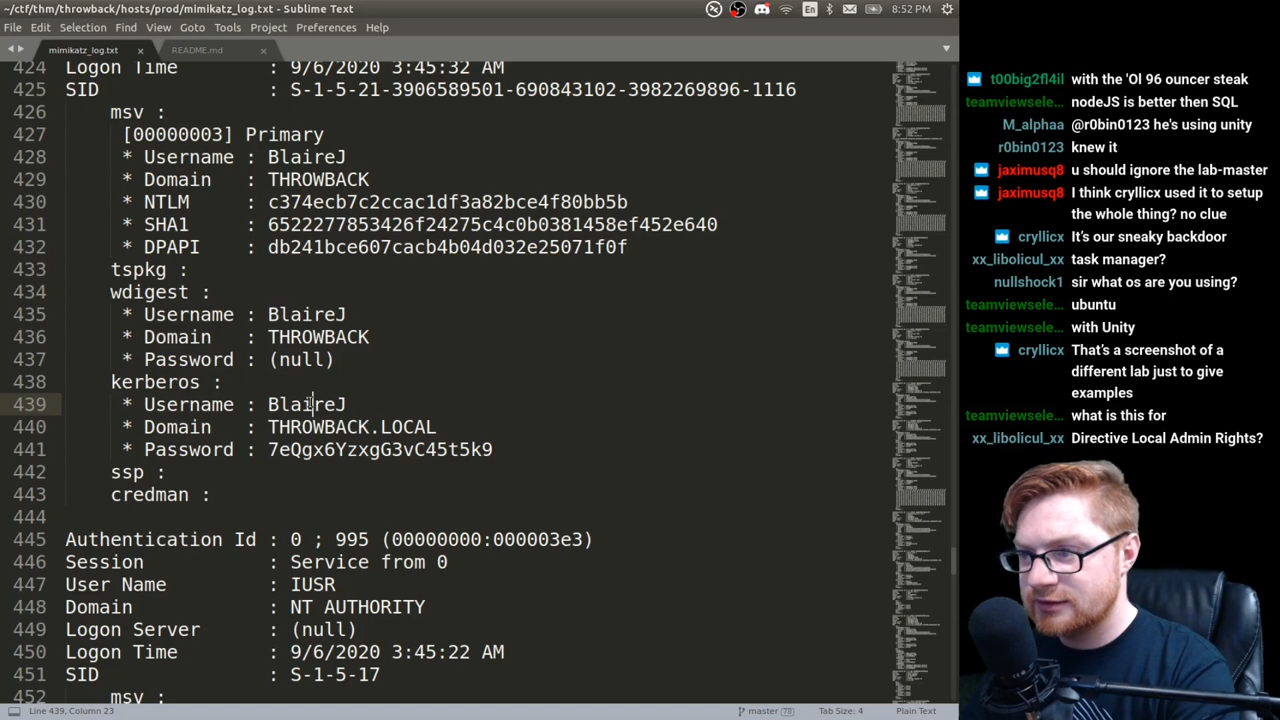 ~/ctf/thm/throwback/hosts/prod/mimikatz_log.txt - Sublime Text
En
8:52 PM
File Edit Selection Find View Goto Tools Project Preferences Help
mimikatz_log.txt × README.md ×
424 Logon Time : 9/6/2020 3:45:32 AM
425 SID : S-1-5-21-3906589501-690843102-3982269896-1116
426 msv :
427 [00000003] Primary
428 * Username : BlaireJ
429 * Domain : THROWBACK
430 * NTLM : c374ecb7c2ccac1df3a82bce4f80bb5b
431 * SHA1 : 6522277853426f24275c4c0b0381458ef452e640
432 * DPAPI : db241bce607cacb4b04d032e25071f0f
433 tspkg :
434 wdigest :
435 * Username : BlaireJ
436 * Domain : THROWBACK
437 * Password : (null)
438 kerberos :
439 * Username : BlaireJ
440 * Domain : THROWBACK.LOCAL
441 * Password : 7eQgx6YzxgG3vC45t5k9
442 ssp :
443 credman :
444
445 Authentication Id : 0 ; 995 (00000000:000003e3)
446 Session : Service from 0
447 User Name : IUSR
448 Domain : NT AUTHORITY
449 Logon Server : (null)
450 Logon Time : 9/6/2020 3:45:22 AM
451 SID : S-1-5-17
452 msv :
Line 439, Column 23
master 78
Tab Size: 4
Plain Text
t00big2fl4il with the 'Ol 96 ouncer steak
teamviewsele... nodeJS is better then SQL
M_alphaa @r0bin0123 he's using unity
r0bin0123 knew it
jaximusq8 u should ignore the lab-master
jaximusq8 I think cryllicx used it to setup
the whole thing? no clue
cryllicx It's our sneaky backdoor
xx_libolicul_xx task manager?
nullshock1 sir what os are you using?
teamviewsele... ubuntu
teamviewsele... with Unity
cryllicx That's a screenshot of a
different lab just to give
examples
teamviewsele... what is this for
xx_libolicul_xx Directive Local Admin Rights?